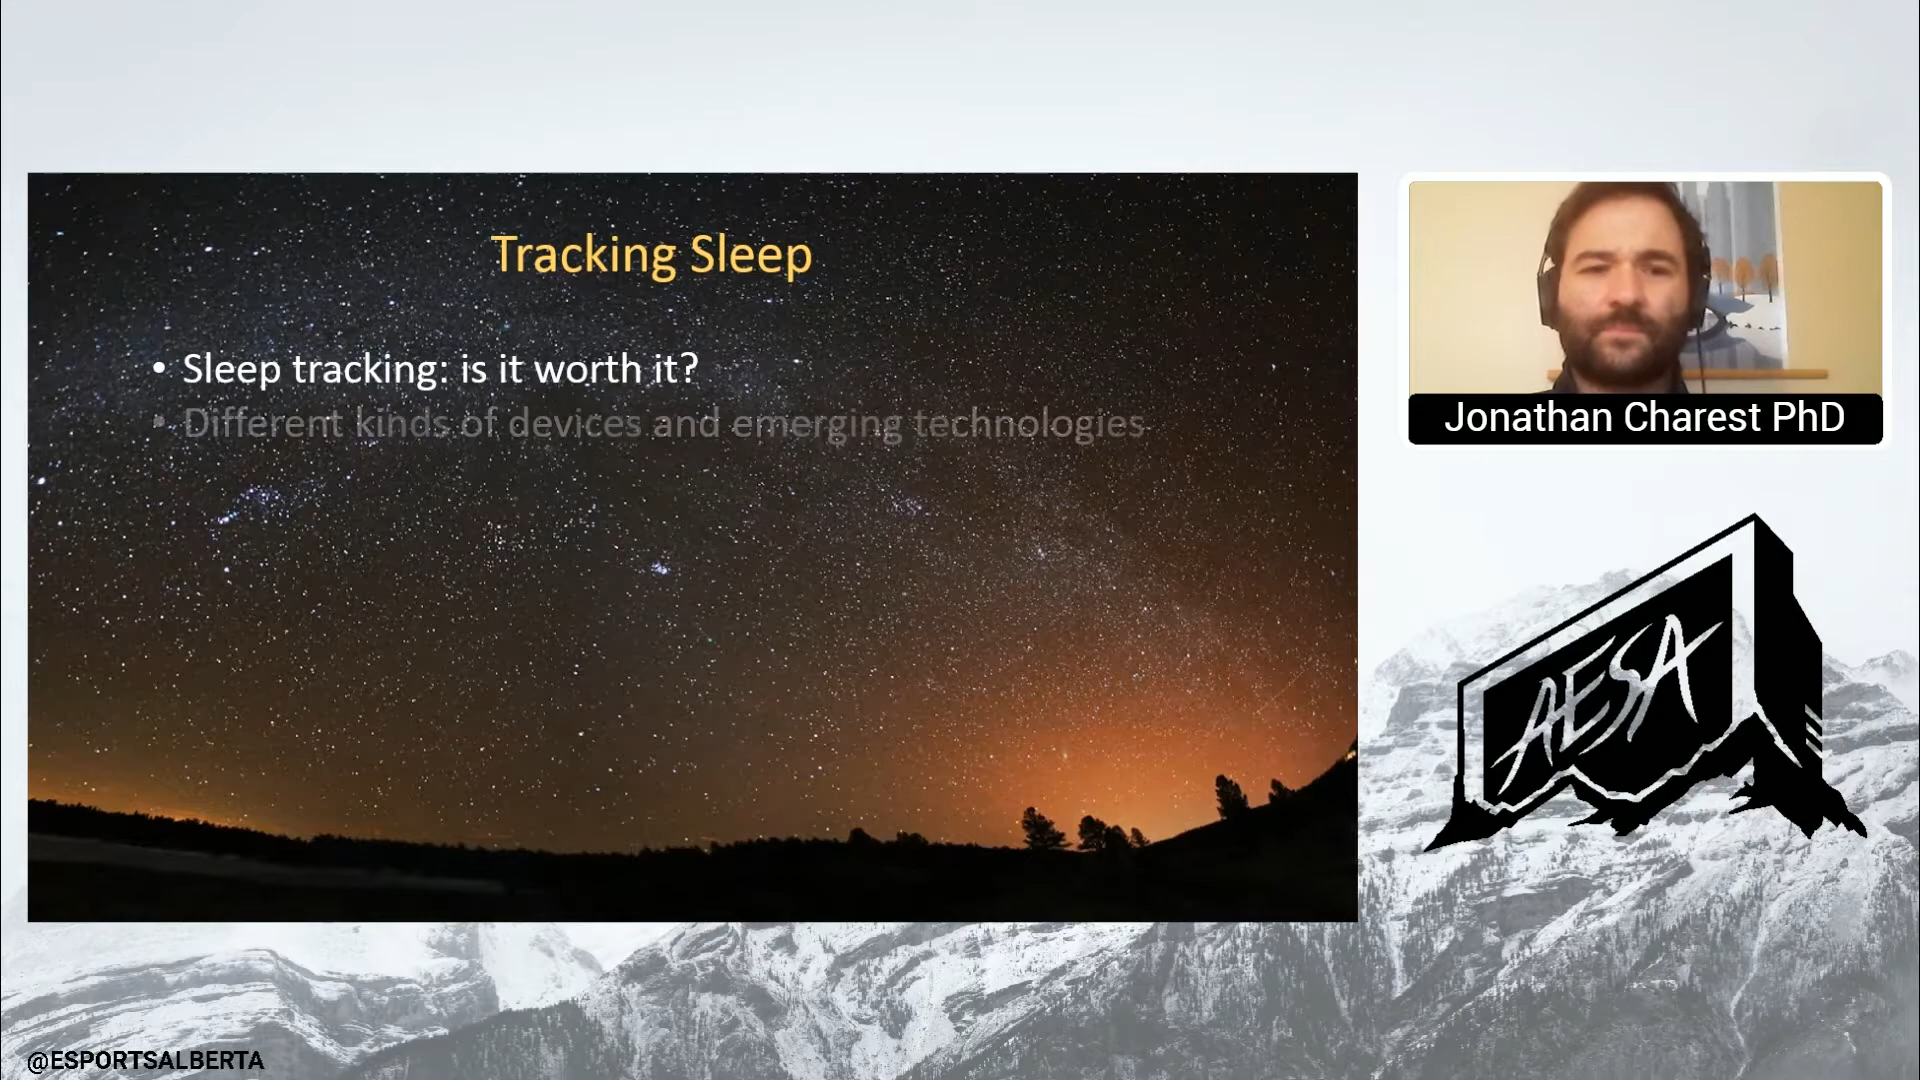 Tracking Sleep
• Sleep tracking: is it worth it?
• Different kinds of devices and emerging technologies
Jonathan Charest PhD
AESA
@ESPORTSALBERTA